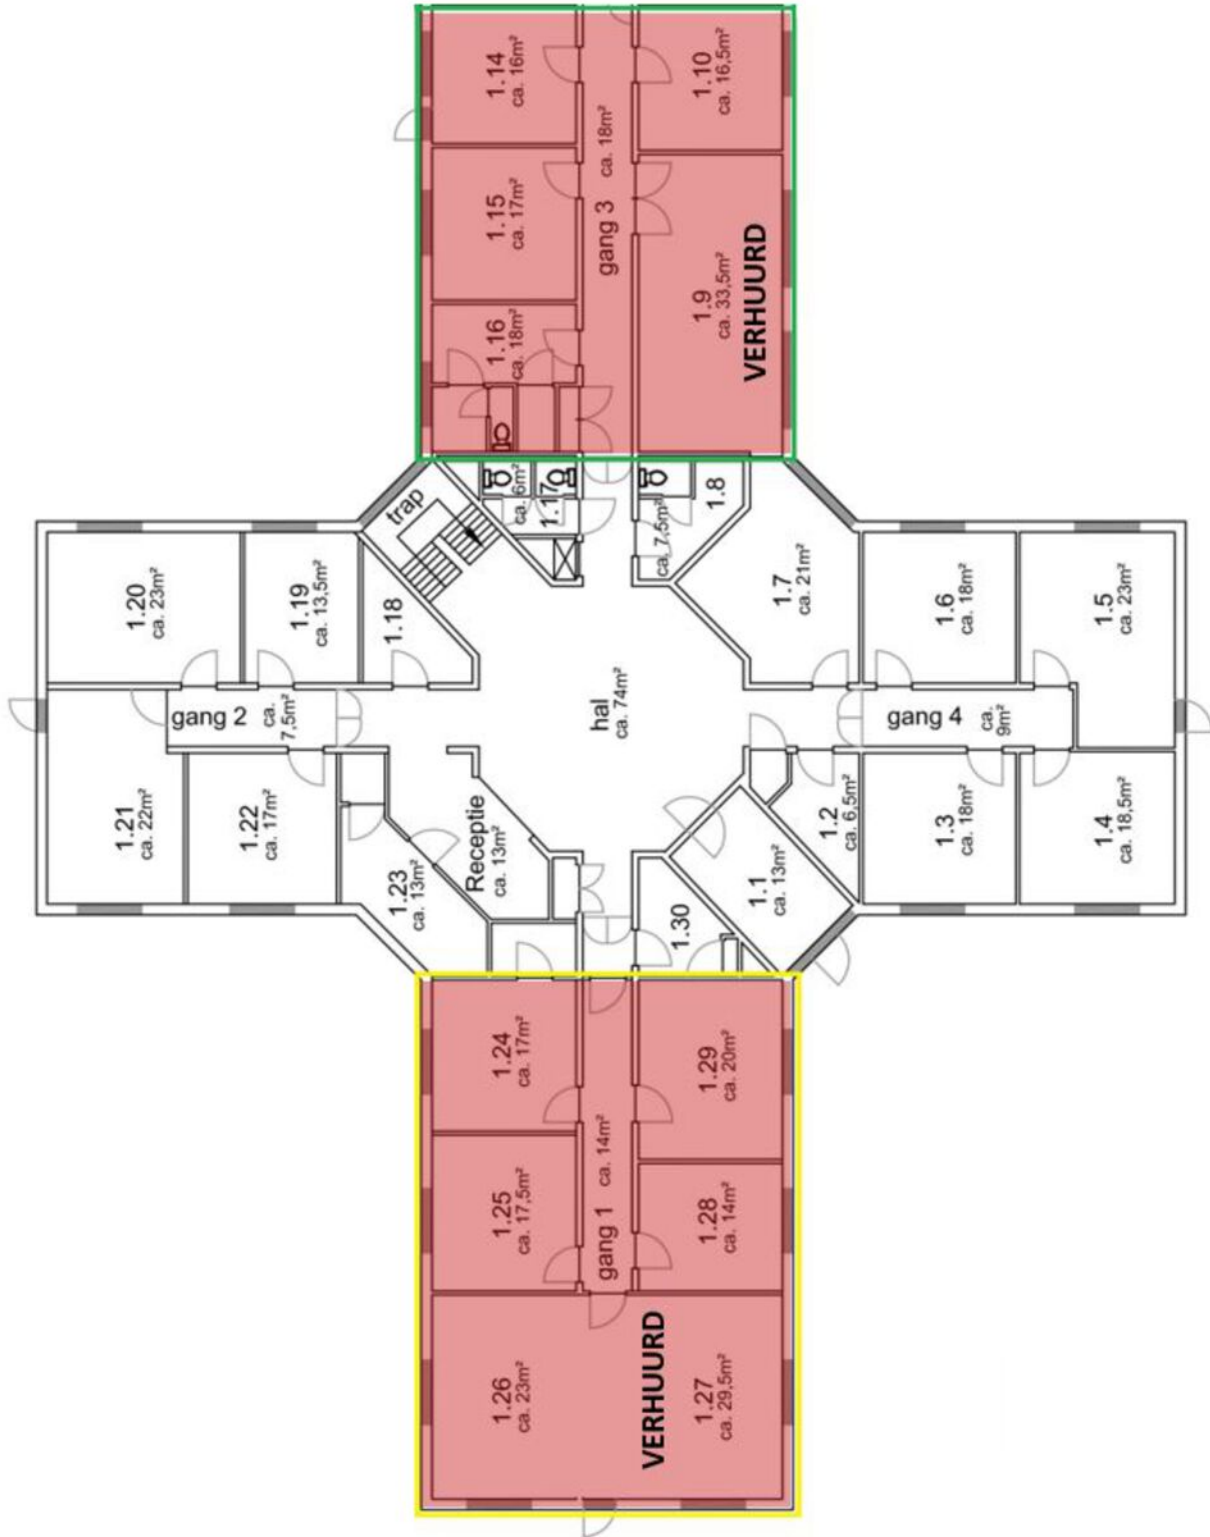 1.14
ca. 16m²
1.10
ca. 16,5m²
gang 3 ca. 18m²
1.15
ca. 17m²
1.16
ca. 18m²
1.9
ca. 33,5m²
VERHUURD
trap
ca. 6m²
1.17
ca. 7,5m²
1.8
1.20
ca. 23m²
1.19
ca. 13,5m²
1.18
1.7
ca. 21m²
1.6
ca. 18m²
1.5
ca. 23m²
gang 2
ca.
7,5m²
hal
ca. 74m²
gang 4
ca.
9m²
1.21
ca. 22m²
1.22
ca. 17m²
1.23
ca. 13m²
Receptie
ca. 13m²
1.30
1.1
ca. 13m²
1.2
ca. 6,5m²
1.3
ca. 18m²
1.4
ca. 18,5m²
1.24
ca. 17m²
1.29
ca. 20m²
gang 1 ca. 14m²
1.25
ca. 17,5m²
1.28
ca. 14m²
1.26
ca. 23m²
VERHUURD
1.27
ca. 29,5m²